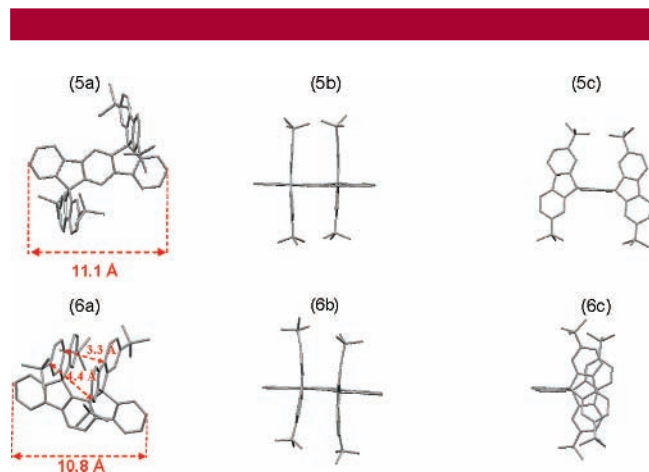 (5a) (5b) (5c)
11.1 Å
(6a) (6b) (6c)
3.3 Å
4.4 Å
10.8 Å